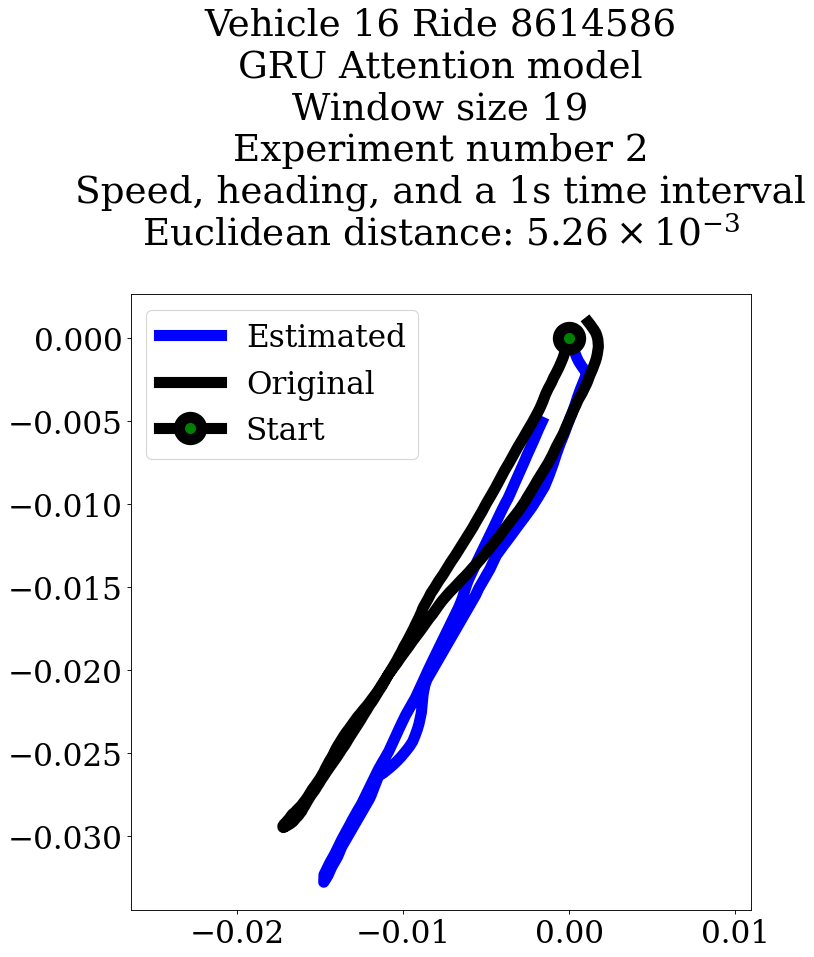 Vehicle 16 Ride 8614586
GRU Attention model
Window size 19
Experiment number 2
Speed, heading, and a 1s time interval
Euclidean distance: 5.26 × 10⁻³
Estimated
Original
Start
0.000
−0.005
−0.010
−0.015
−0.020
−0.025
−0.030
−0.02
−0.01
0.00
0.01